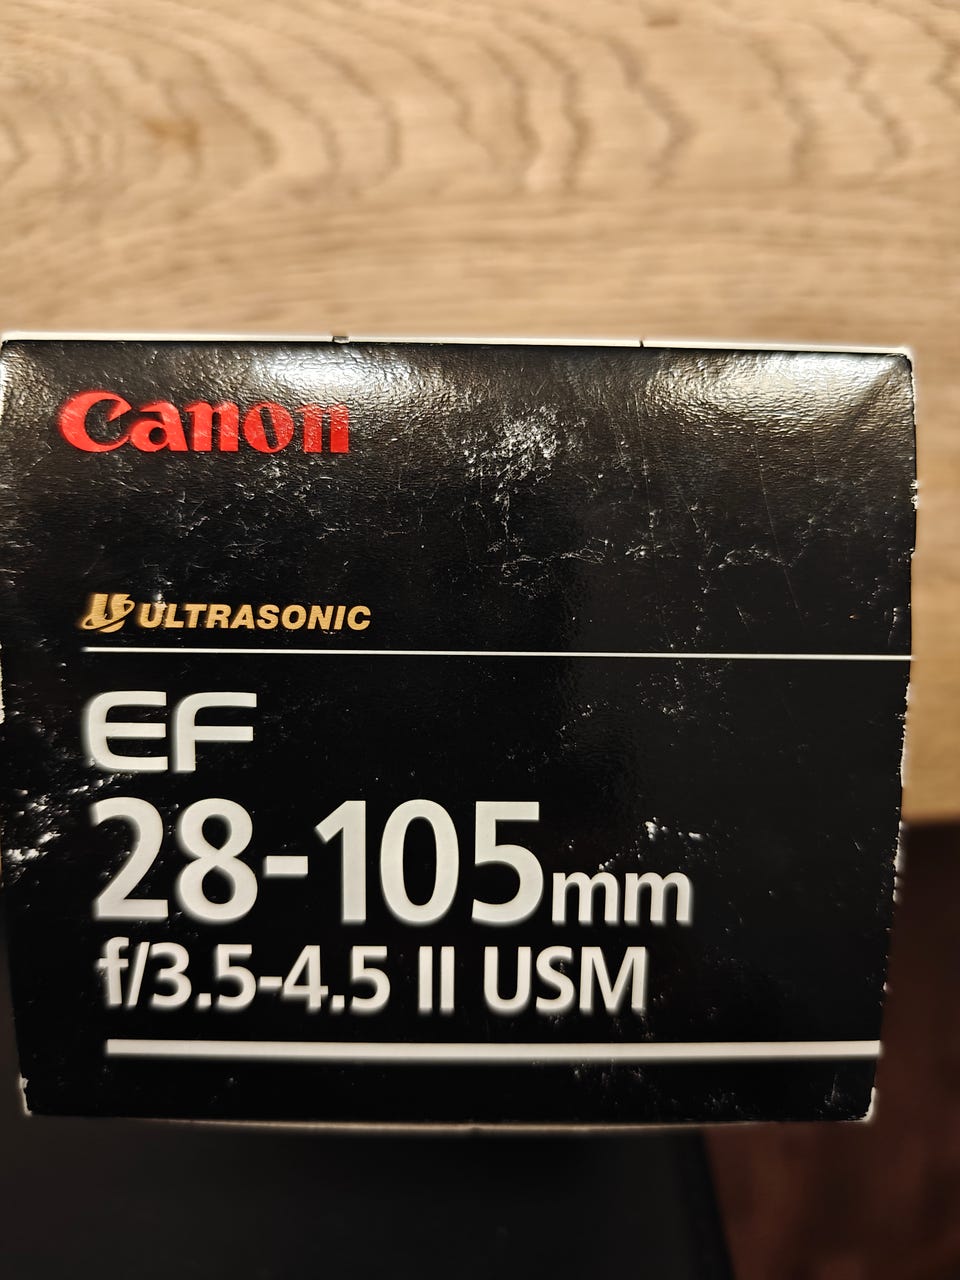 Canon
ULTRASONIC
EF
28-105mm
f/3.5-4.5 II USM